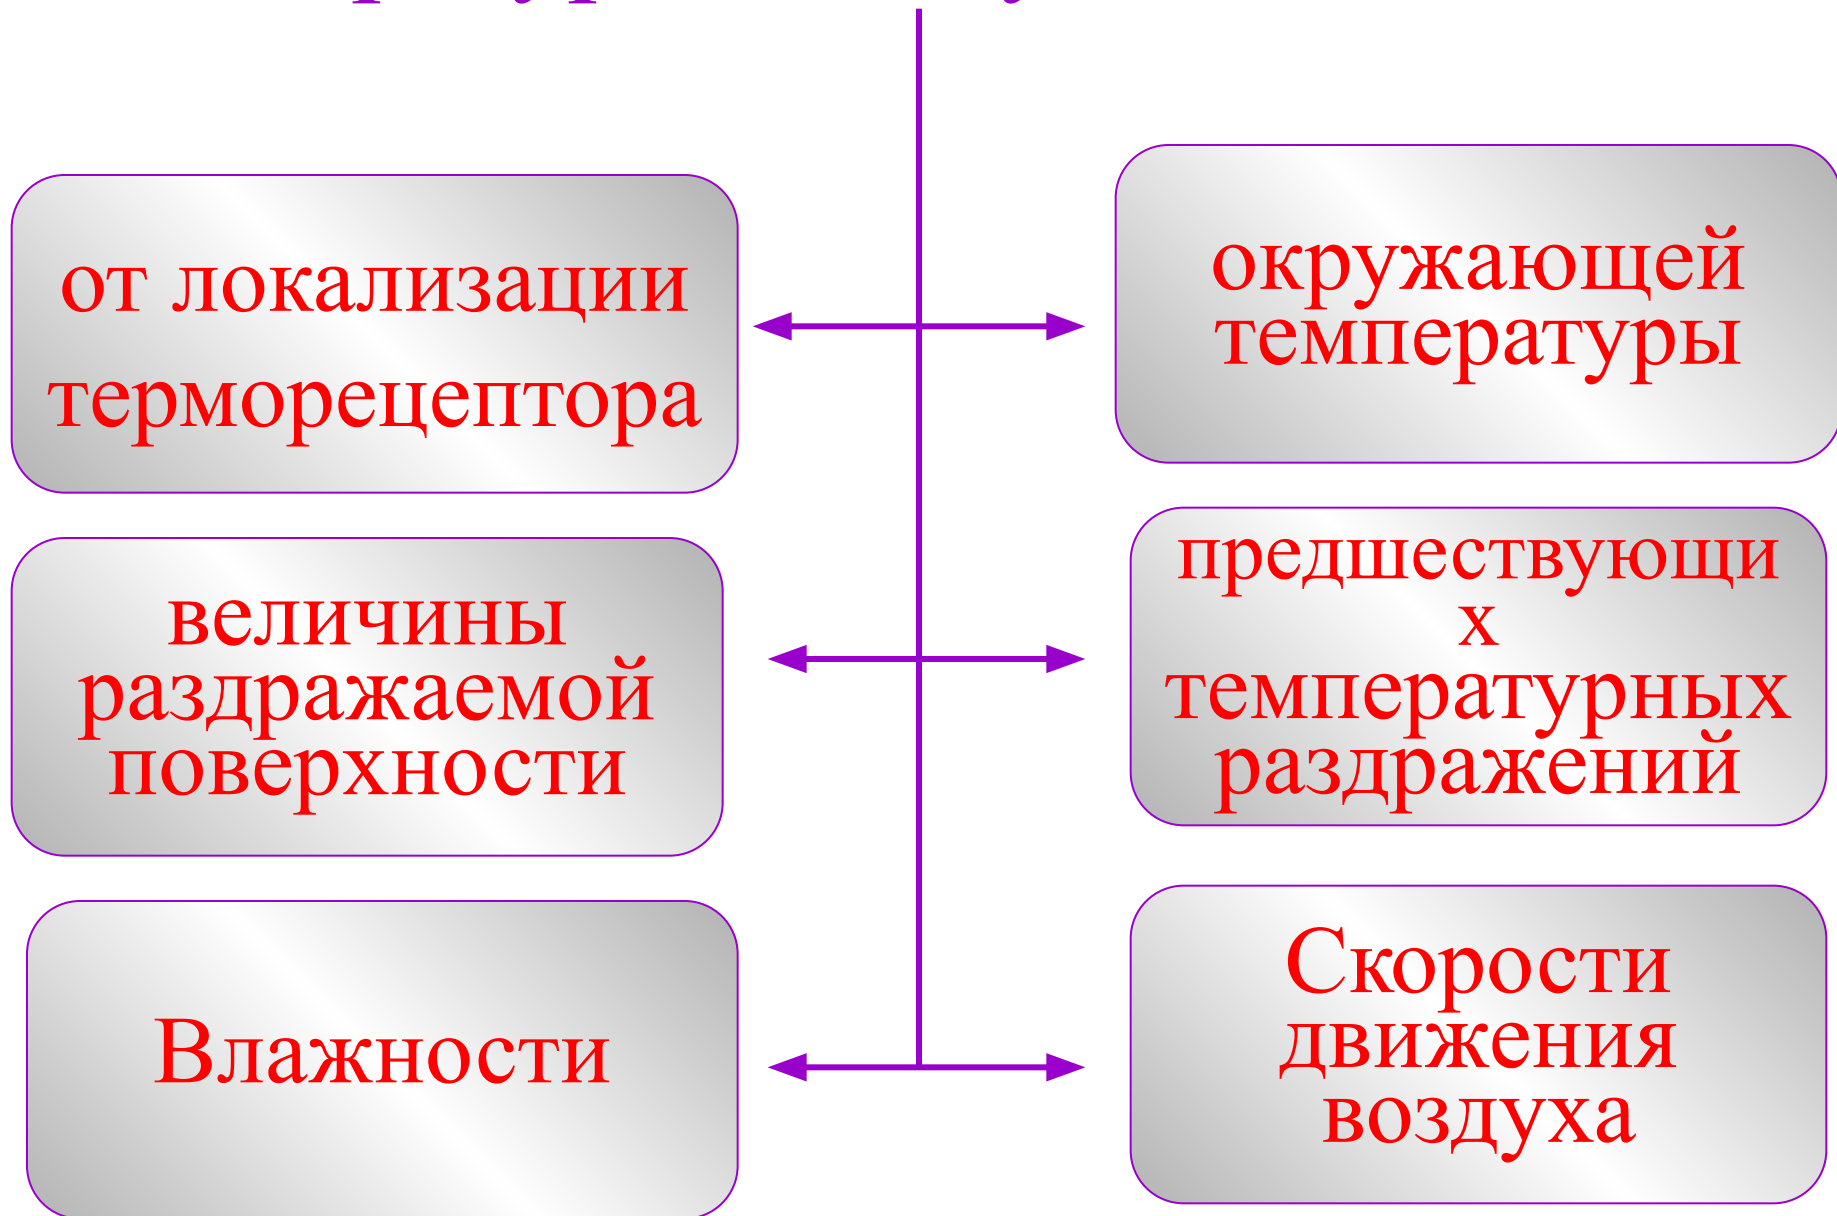 от локализации
терморецептора
окружающей
температуры
величины
раздражаемой
поверхности
предшествующи
х
температурных
раздражений
Влажности
Скорости
движения
воздуха